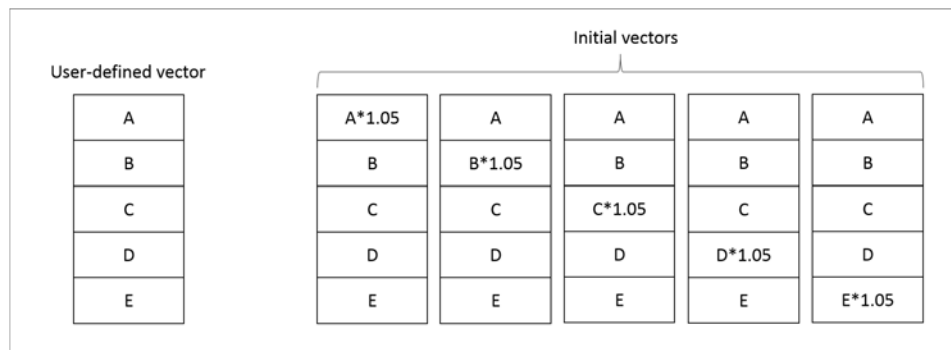 Initial vectors
User-defined vector
A A*1.05 A A A A
B B B*1.05 B B B
C C C C*1.05 C C
D D D D D*1.05 D
E E E E E E*1.05